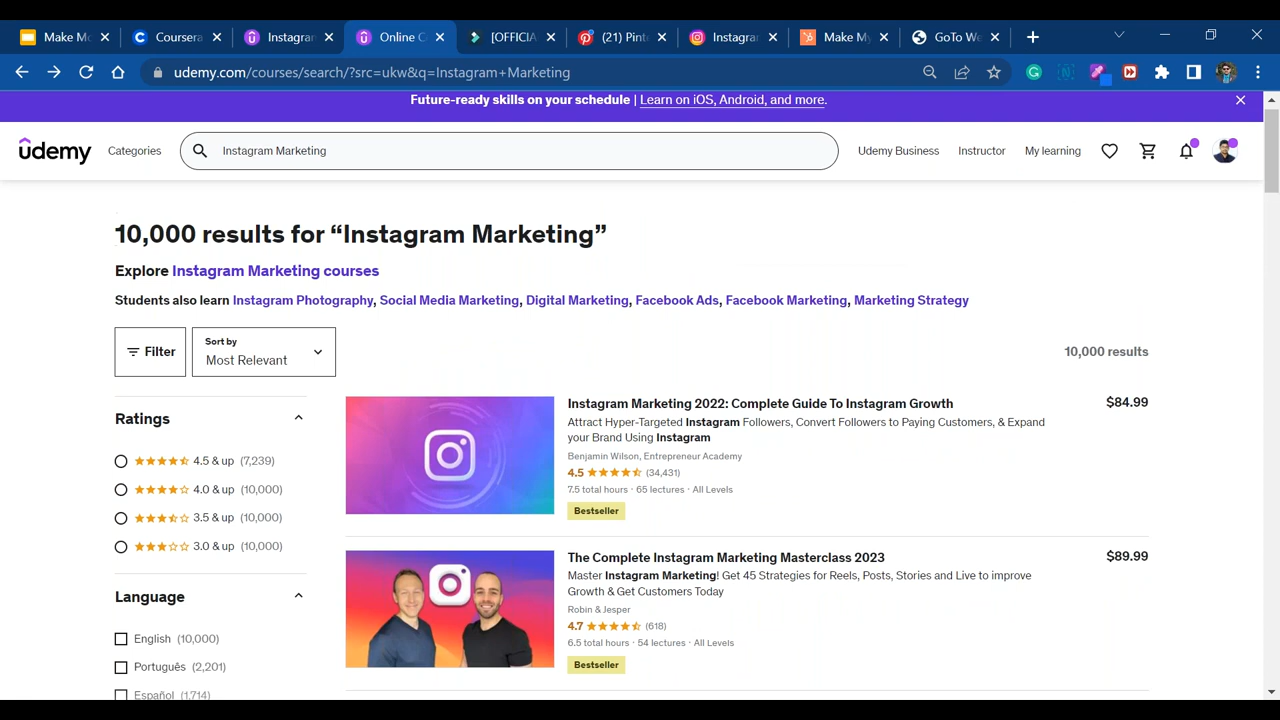 Make Mo
Coursera
Instagram
Online C
[OFFICIA
(21) Pint
Instagra
Make My
GoTo We
udemy.com/courses/search/?src=ukw&q=Instagram+Marketing
Future-ready skills on your schedule | Learn on iOS, Android, and more.
udemy Categories Instagram Marketing Udemy Business Instructor My learning
10,000 results for “Instagram Marketing”
Explore Instagram Marketing courses
Students also learn Instagram Photography, Social Media Marketing, Digital Marketing, Facebook Ads, Facebook Marketing, Marketing Strategy
Filter
Sort by
Most Relevant
10,000 results
Ratings
4.5 & up (7,239)
4.0 & up (10,000)
3.5 & up (10,000)
3.0 & up (10,000)
Language
English (10,000)
Português (2,201)
Español (1,714)
Instagram Marketing 2022: Complete Guide To Instagram Growth $84.99
Attract Hyper-Targeted Instagram Followers, Convert Followers to Paying Customers, & Expand
your Brand Using Instagram
Benjamin Wilson, Entrepreneur Academy
4.5 (34,431)
7.5 total hours · 65 lectures · All Levels
Bestseller
The Complete Instagram Marketing Masterclass 2023 $89.99
Master Instagram Marketing! Get 45 Strategies for Reels, Posts, Stories and Live to improve
Growth & Get Customers Today
Robin & Jesper
4.7 (618)
6.5 total hours · 54 lectures · All Levels
Bestseller